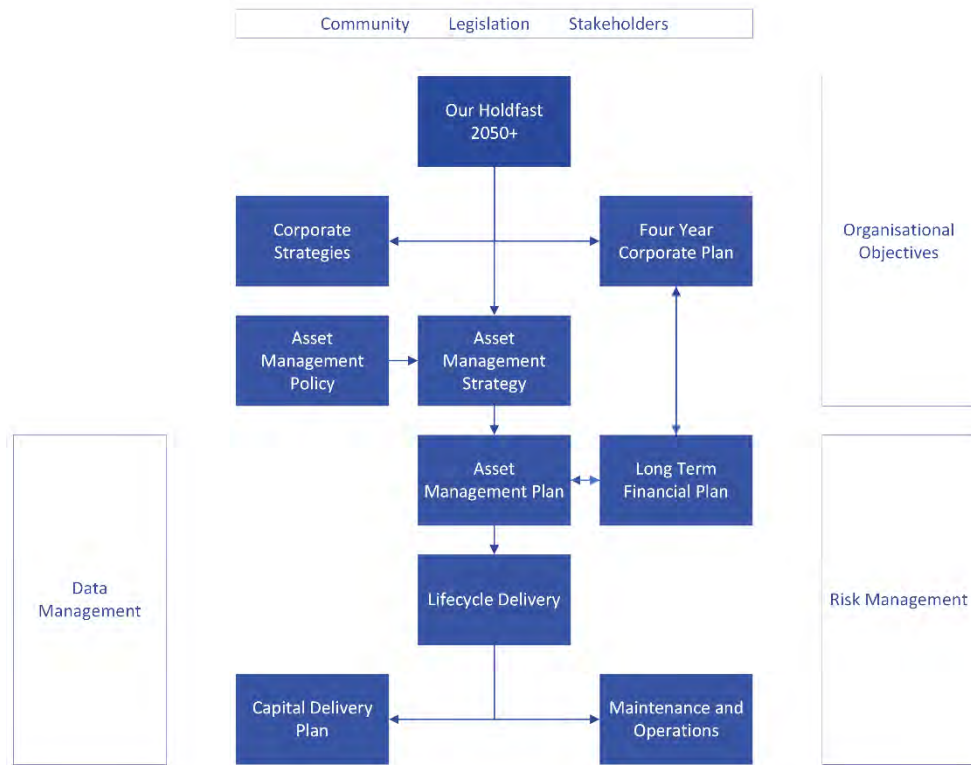 Community Legislation Stakeholders
Our Holdfast
2050+
Corporate
Strategies
Four Year
Corporate Plan
Organisational
Objectives
Asset
Management
Policy
Asset
Management
Strategy
Asset
Management Plan
Long Term
Financial Plan
Data
Management
Lifecycle Delivery
Risk Management
Capital Delivery
Plan
Maintenance and
Operations